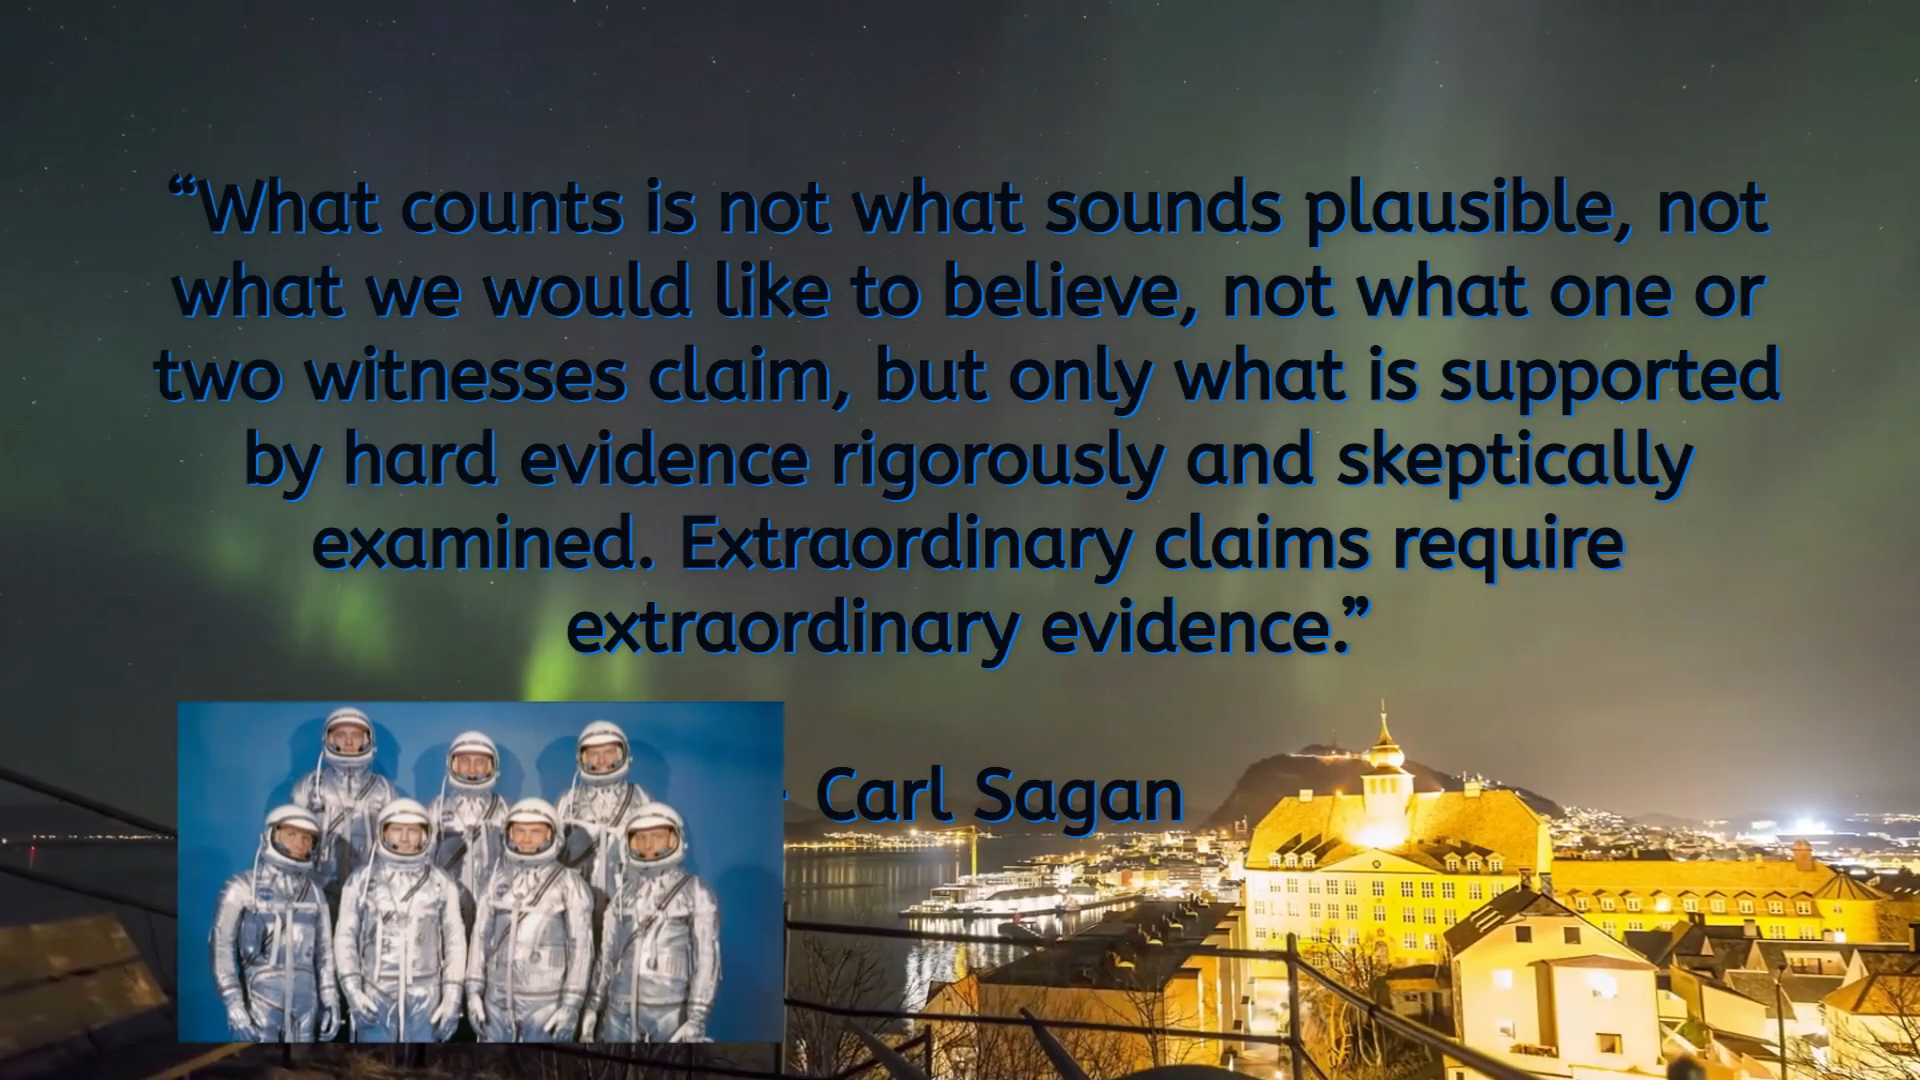 “What counts is not what sounds plausible, not
what we would like to believe, not what one or
two witnesses claim, but only what is supported
by hard evidence rigorously and skeptically
examined. Extraordinary claims require
extraordinary evidence.”
- Carl Sagan